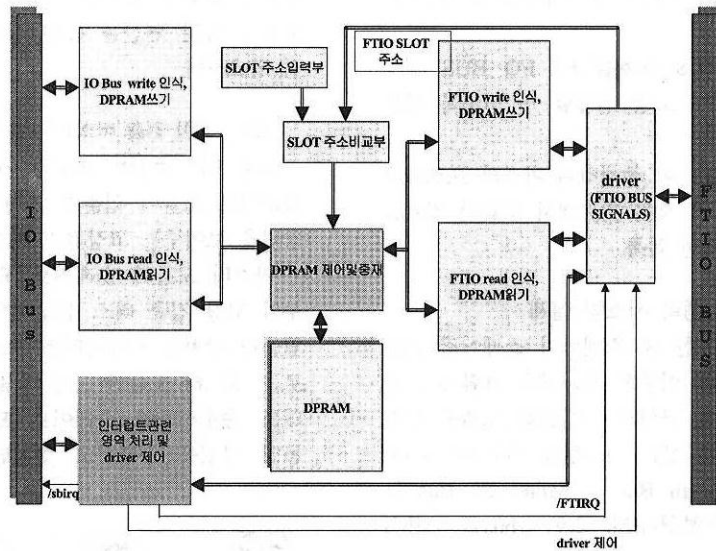 IO Bus write 인식,
DPRAM쓰기
SLOT 주소입력부
FTIO SLOT
주소
FTIO write 인식,
DPRAM쓰기
SLOT 주소비교부
driver
(FTIO BUS
SIGNALS)
IO Bus
FTIO BUS
IO Bus read 인식,
DPRAM읽기
DPRAM 제어및중재
FTIO read 인식,
DPRAM읽기
DPRAM
인터럽트관련
영역 처리 및
driver 제어
/sbirq
/FTIRQ
driver 제어